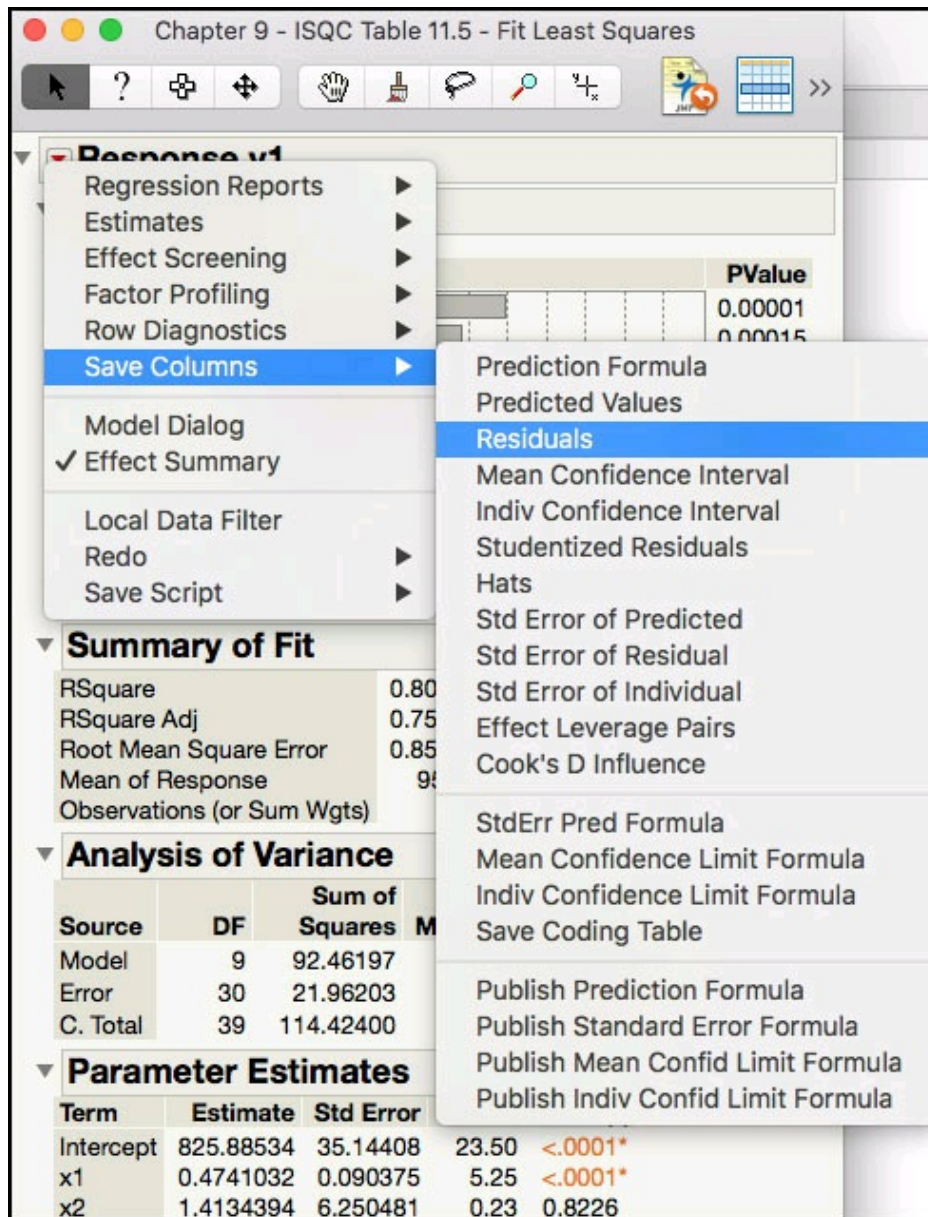 Chapter 9 - ISQC Table 11.5 - Fit Least Squares
?
JMP
Response y1
Regression Reports
Estimates
Effect Screening
Factor Profiling
Row Diagnostics
Save Columns
Model Dialog
✓ Effect Summary
Local Data Filter
Redo
Save Script
PValue
0.00001
0.00015
Prediction Formula
Predicted Values
Residuals
Mean Confidence Interval
Indiv Confidence Interval
Studentized Residuals
Hats
Std Error of Predicted
Std Error of Residual
Std Error of Individual
Effect Leverage Pairs
Cook's D Influence
StdErr Pred Formula
Mean Confidence Limit Formula
Indiv Confidence Limit Formula
Save Coding Table
Publish Prediction Formula
Publish Standard Error Formula
Publish Mean Confid Limit Formula
Publish Indiv Confid Limit Formula
Summary of Fit
RSquare 0.80
RSquare Adj 0.75
Root Mean Square Error 0.85
Mean of Response 95
Observations (or Sum Wgts)
Analysis of Variance
Sum of
Source DF Squares M
Model 9 92.46197
Error 30 21.96203
C. Total 39 114.42400
Parameter Estimates
Term Estimate Std Error
Intercept 825.88534 35.14408 23.50 <.0001*
x1 0.4741032 0.090375 5.25 <.0001*
x2 1.4134394 6.250481 0.23 0.8226